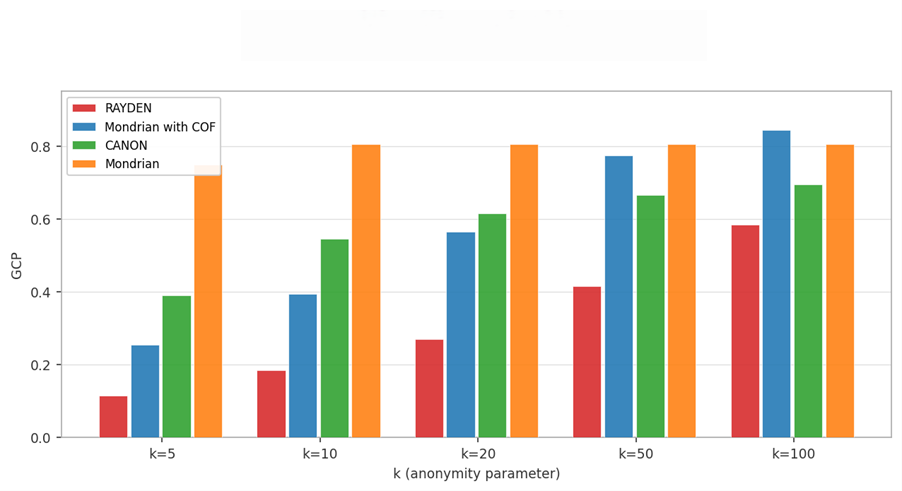 RAYDEN
Mondrian with COF
CANON
Mondrian
GCP
0.8
0.6
0.4
0.2
0.0
k=5 k=10 k=20 k=50 k=100
k (anonymity parameter)